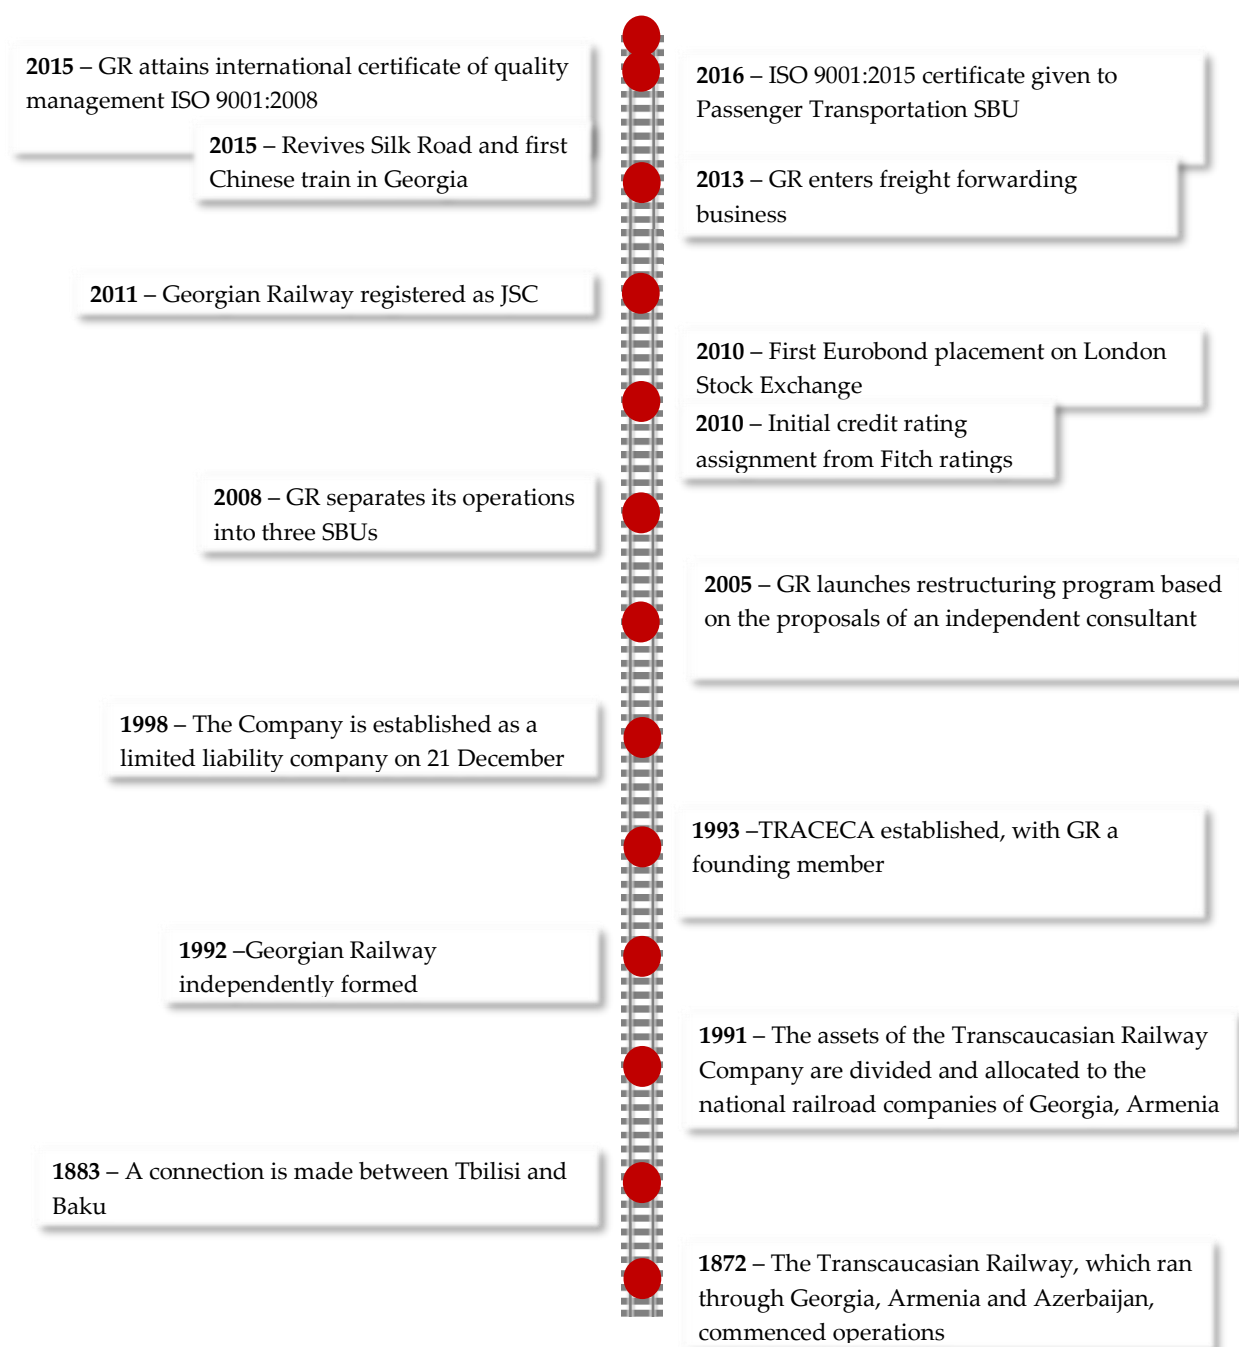 2015 – GR attains international certificate of quality
management ISO 9001:2008
2016 – ISO 9001:2015 certificate given to
Passenger Transportation SBU
2015 – Revives Silk Road and first
Chinese train in Georgia
2013 – GR enters freight forwarding
business
2011 – Georgian Railway registered as JSC
2010 – First Eurobond placement on London
Stock Exchange
2010 – Initial credit rating
assignment from Fitch ratings
2008 – GR separates its operations
into three SBUs
2005 – GR launches restructuring program based
on the proposals of an independent consultant
1998 – The Company is established as a
limited liability company on 21 December
1993 –TRACECA established, with GR a
founding member
1992 –Georgian Railway
independently formed
1991 – The assets of the Transcaucasian Railway
Company are divided and allocated to the
national railroad companies of Georgia, Armenia
1883 – A connection is made between Tbilisi and
Baku
1872 – The Transcaucasian Railway, which ran
through Georgia, Armenia and Azerbaijan,
commenced operations